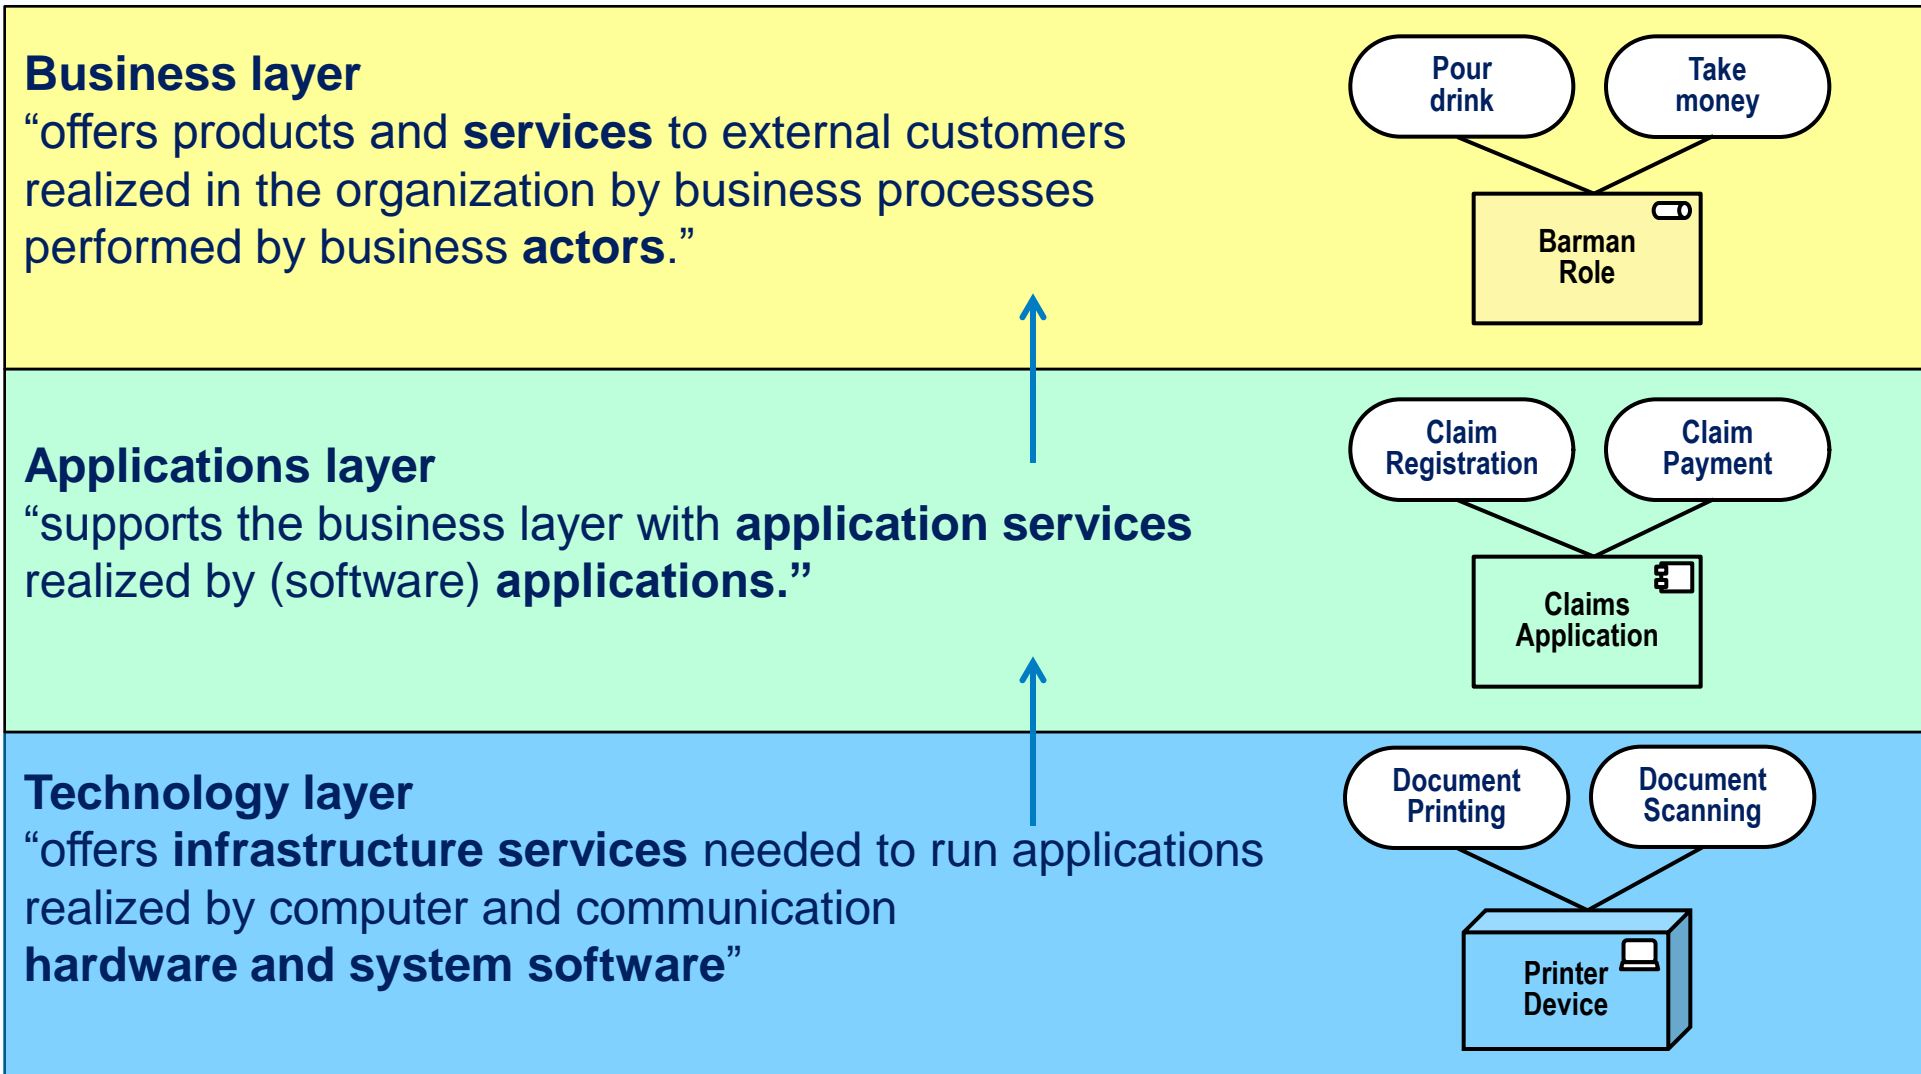 Business layer
“offers products and services to external customers
realized in the organization by business processes
performed by business actors.”
Pour
drink
Take
money
Barman
Role
Applications layer
“supports the business layer with application services
realized by (software) applications.”
Claim
Registration
Claim
Payment
Claims
Application
Technology layer
“offers infrastructure services needed to run applications
realized by computer and communication
hardware and system software”
Document
Printing
Document
Scanning
Printer
Device